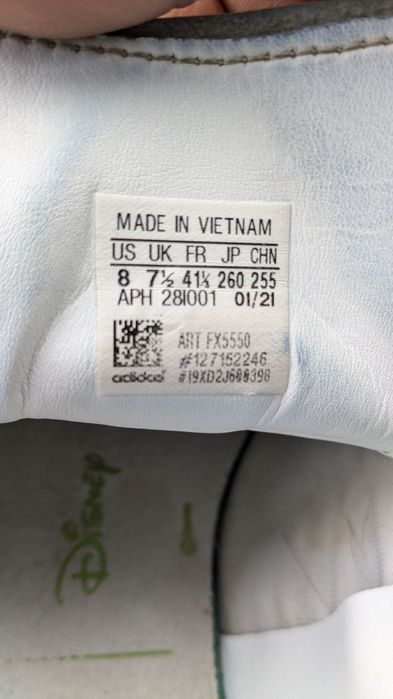 MADE IN VIETNAM
US UK FR JP CHN
8 7½ 41⅓ 260 255
APH 28I001 01/21
ART FX5550
#127152246
adidas
Disney